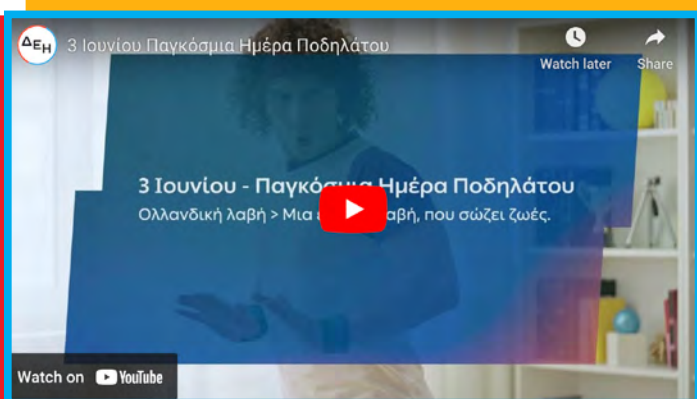 ΔΕΗ
3 Ιουνίου Παγκόσμια Ημέρα Ποδηλάτου
Watch later
Share
3 Ιουνίου - Παγκόσμια Ημέρα Ποδηλάτου
Ολλανδική λαβή > Μια λαβή, που σώζει ζωές.
Watch on YouTube